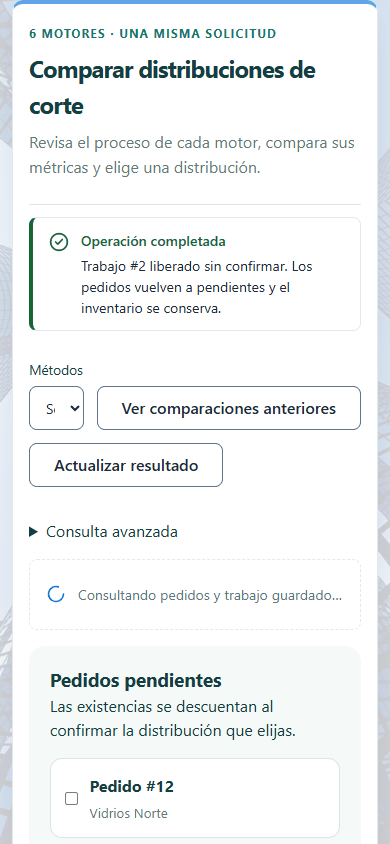 6 MOTORES · UNA MISMA SOLICITUD
Comparar distribuciones de
corte
Revisa el proceso de cada motor, compara sus
métricas y elige una distribución.
Operación completada
Trabajo #2 liberado sin confirmar. Los
pedidos vuelven a pendientes y el
inventario se conserva.
Métodos
Ver comparaciones anteriores
Actualizar resultado
Consulta avanzada
Consultando pedidos y trabajo guardado...
Pedidos pendientes
Las existencias se descuentan al
confirmar la distribución que elijas.
Pedido #12
Vidrios Norte